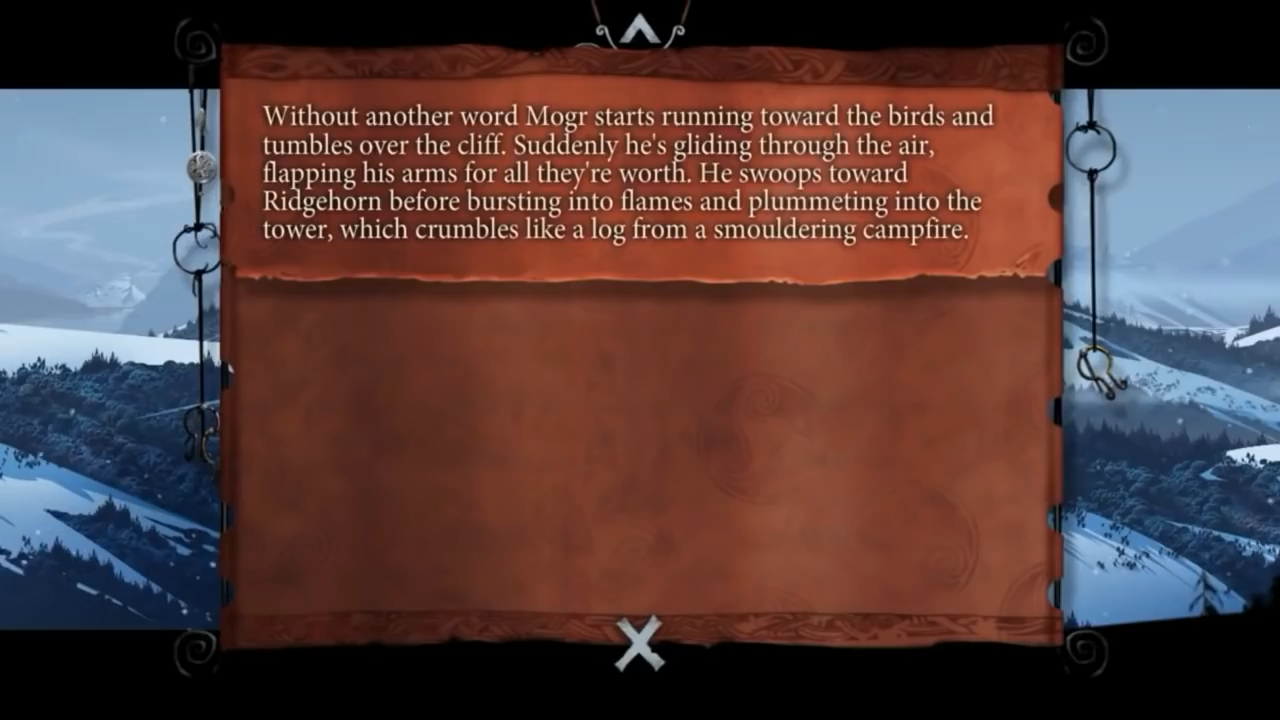 Without another word Mogr starts running toward the birds and
tumbles over the cliff. Suddenly he's gliding through the air,
flapping his arms for all they're worth. He swoops toward
Ridgehorn before bursting into flames and plummeting into the
tower, which crumbles like a log from a smouldering campfire.